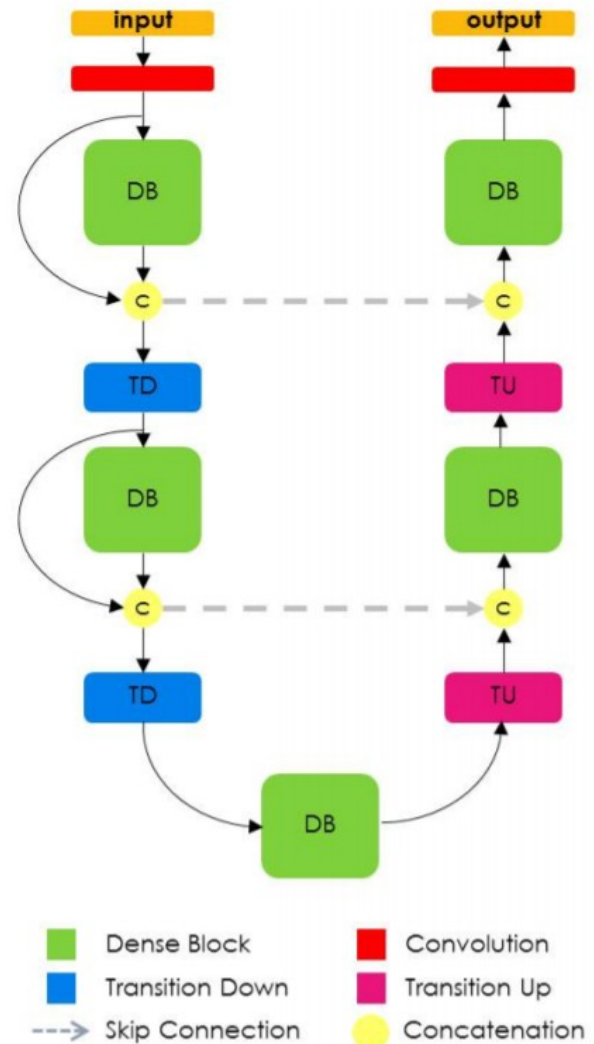 input
output
DB
DB
C
C
TD
TU
DB
DB
C
C
TD
TU
DB
Dense Block
Convolution
Transition Down
Transition Up
Skip Connection
Concatenation